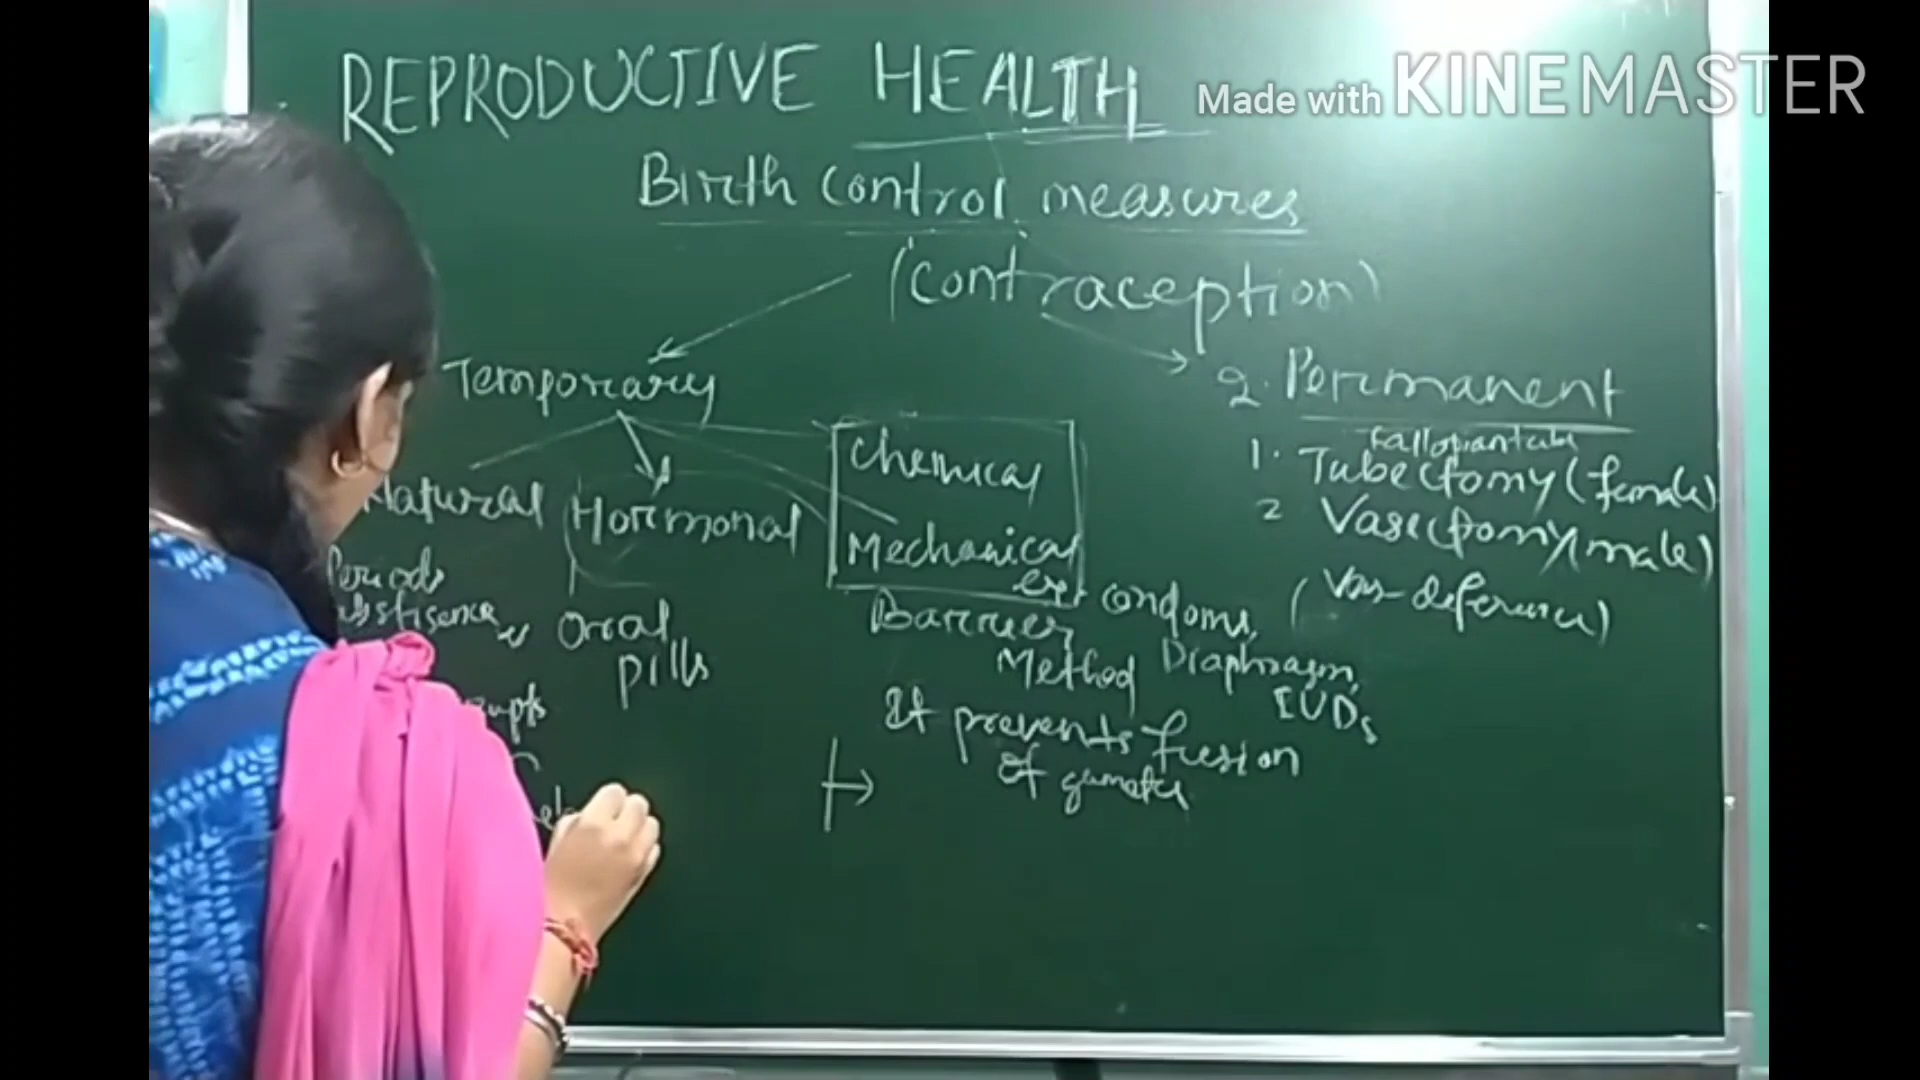 REPRODUCTIVE HEALTH
Made with KINEMASTER
Birth control measures
(contraception)
Temporary
2. Permanent
Fallopian tube
1. Tubectomy (female)
2 Vasectomy (male)
(Vas-deferens)
Natural
Hormonal
Chemical
Mechanical
Barrier
Method
ex condoms,
Diaphragm,
IUDs
Periods
Oral
pills
It prevents fusion
of gametes